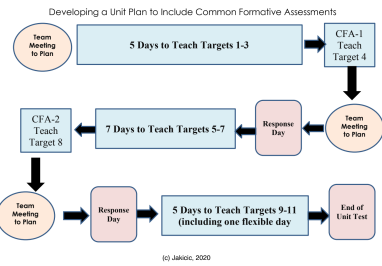 Developing a Unit Plan to Include Common Formative Assessments
Team
Meeting
to Plan
5 Days to Teach Targets 1-3
CFA-1
Teach
Target 4
CFA-2
Teach
Target 8
7 Days to Teach Targets 5-7
Response
Day
Team
Meeting
to Plan
Team
Meeting
to Plan
Response
Day
5 Days to Teach Targets 9-11
(including one flexible day
End of
Unit Test
(c) Jakicic, 2020